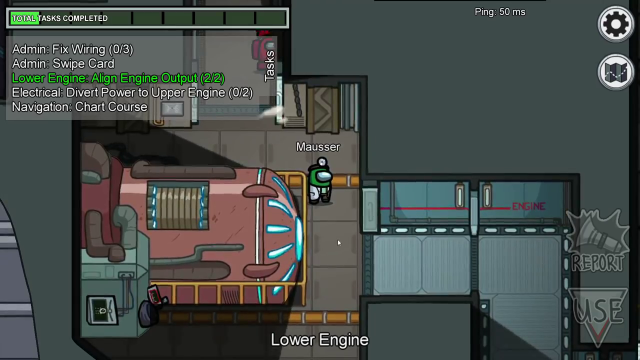 TOTAL TASKS COMPLETED
Ping: 50 ms
Admin: Fix Wiring (0/3)
Admin: Swipe Card
Lower Engine: Align Engine Output (2/2)
Electrical: Divert Power to Upper Engine (0/2)
Navigation: Chart Course
Tasks
Mausser
ENGINE
REPORT
USE
Lower Engine